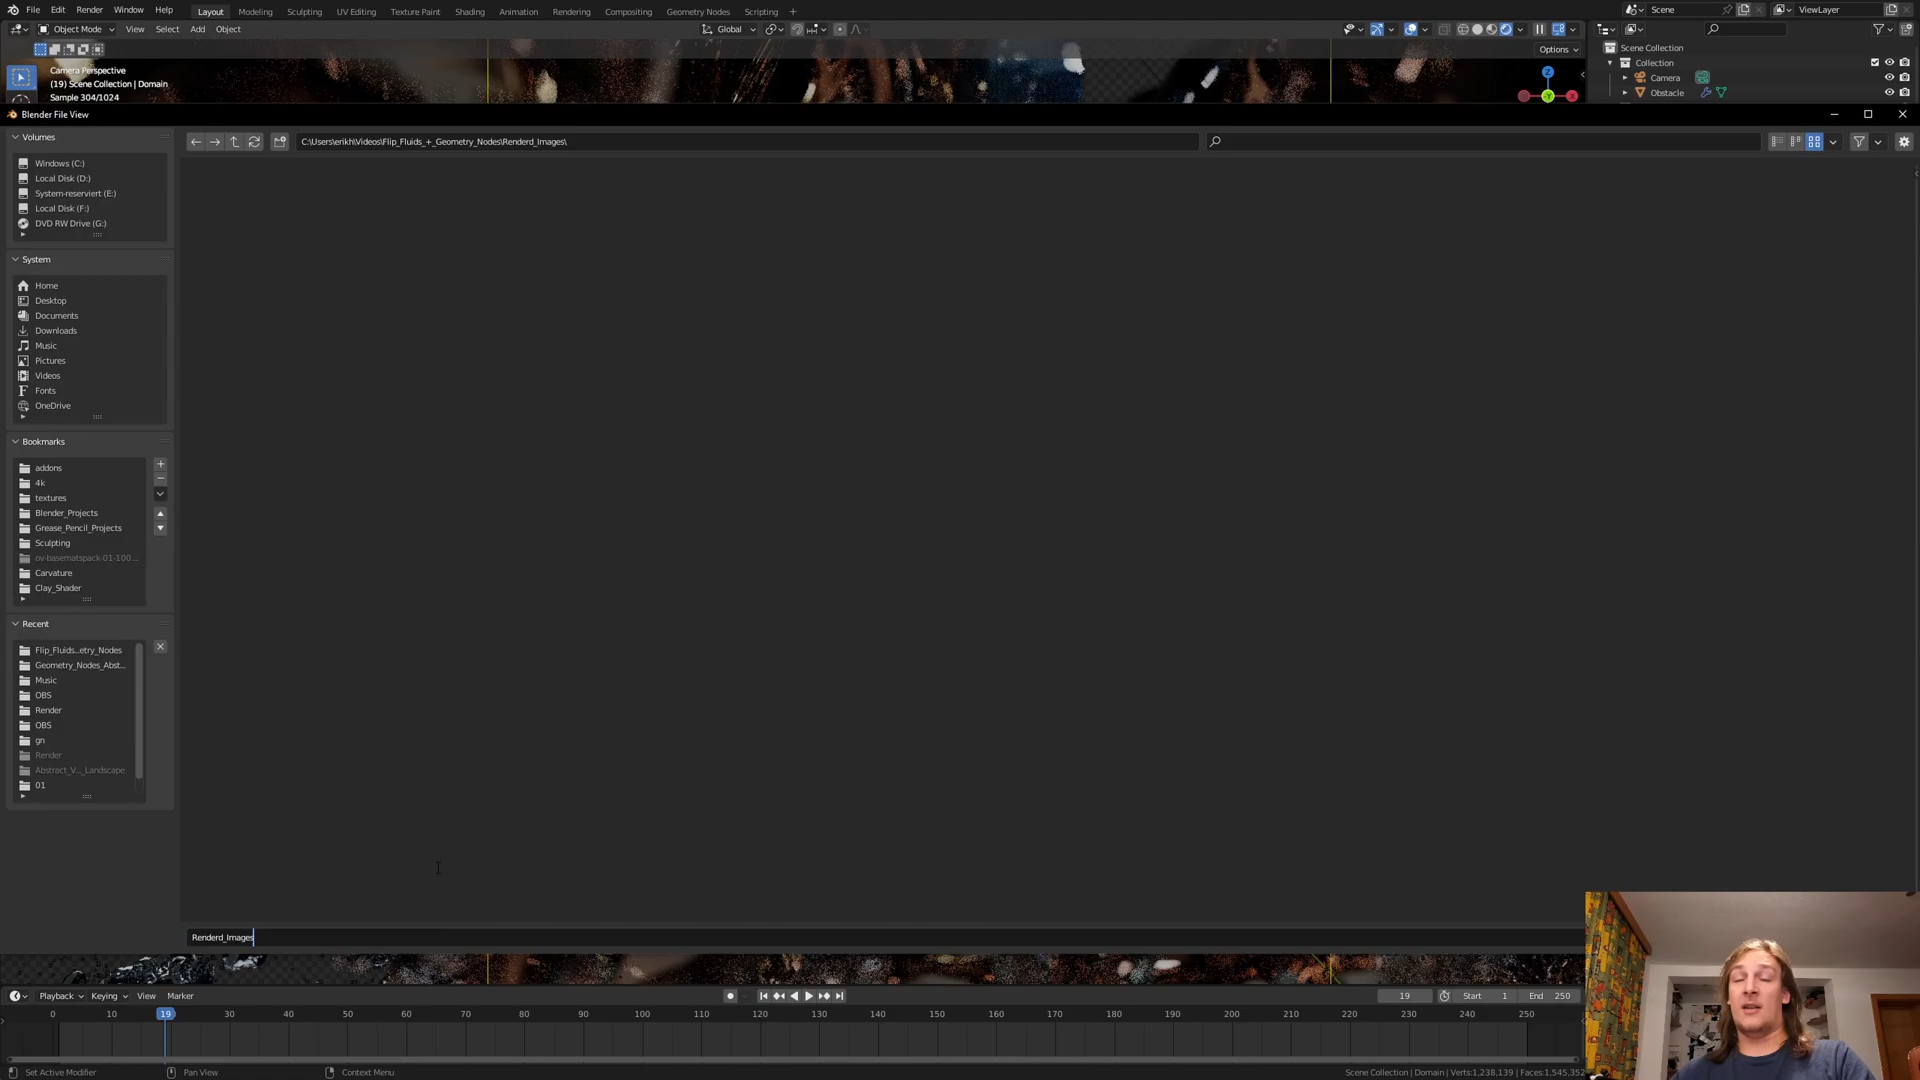 File Edit Render Window Help Layout Modeling Sculpting UV Editing Texture Paint Shading Animation Rendering Compositing Geometry Nodes Scripting + Scene ViewLayer
Object Mode View Select Add Object Global
Options
Camera Perspective
(19) Scene Collection | Domain
Sample 304/1024
Scene Collection
Collection
Camera
Obstacle
Blender File View
C:\Users\erikh\Videos\Flip_Fluids_+_Geometry_Nodes\Renderd_Images\
Volumes
Windows (C:)
Local Disk (D:)
System-reserviert (E:)
Local Disk (F:)
DVD RW Drive (G:)
System
Home
Desktop
Documents
Downloads
Music
Pictures
Videos
Fonts
OneDrive
Bookmarks
addons
4k
textures
Blender_Projects
Grease_Pencil_Projects
Sculpting
ov-basematspack-01-100...
Carvature
Clay_Shader
Recent
Flip_Fluids...etry_Nodes
Geometry_Nodes_Abst...
Music
OBS
Render
OBS
gn
Render
Abstract_V..._Landscape
01
Renderd_Images
Playback Keying View Marker 19 Start 1 End 250
0 10 19 30 40 50 60 70 80 90 100 110 120 130 140 150 160 170 180 190 200 210 220 230 240 250
Set Active Modifier Pan View Context Menu Scene Collection | Domain | Verts:1,238,139 | Faces:1,545,352